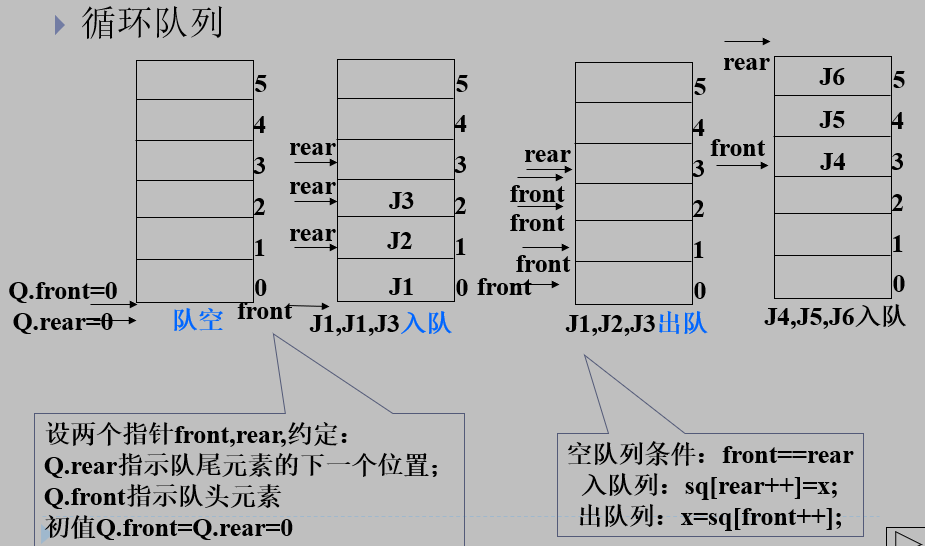 循环队列
5
4
3
2
1
0
Q.front=0
Q.rear=0
队空
5
4
3
2
1
0
rear
rear
rear
front
J3
J2
J1
J1,J1,J3入队
5
4
3
2
1
0
rear
front
front
front
front
J1,J2,J3出队
rear
front
J6
J5
J4
5
4
3
2
1
0
J4,J5,J6入队
设两个指针front,rear,约定：
Q.rear指示队尾元素的下一个位置；
Q.front指示队头元素
初值Q.front=Q.rear=0
空队列条件：front==rear
入队列：sq[rear++]=x;
出队列：x=sq[front++];